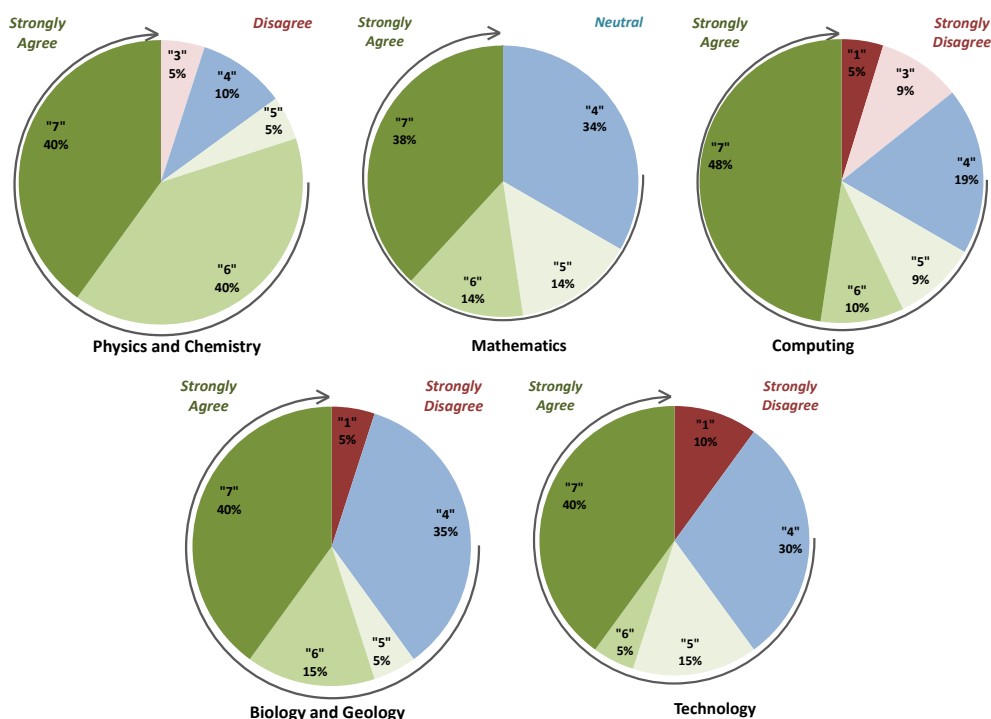 Strongly
Agree
Disagree
"3"
5%
"4"
10%
"5"
5%
"6"
40%
"7"
40%
Physics and Chemistry
Strongly
Agree
Neutral
"4"
34%
"5"
14%
"6"
14%
"7"
38%
Mathematics
Strongly
Agree
Strongly
Disagree
"1"
5%
"3"
9%
"4"
19%
"5"
9%
"6"
10%
"7"
48%
Computing
Strongly
Agree
Strongly
Disagree
"1"
5%
"4"
35%
"5"
5%
"6"
15%
"7"
40%
Biology and Geology
Strongly
Agree
Strongly
Disagree
"1"
10%
"4"
30%
"5"
15%
"6"
5%
"7"
40%
Technology